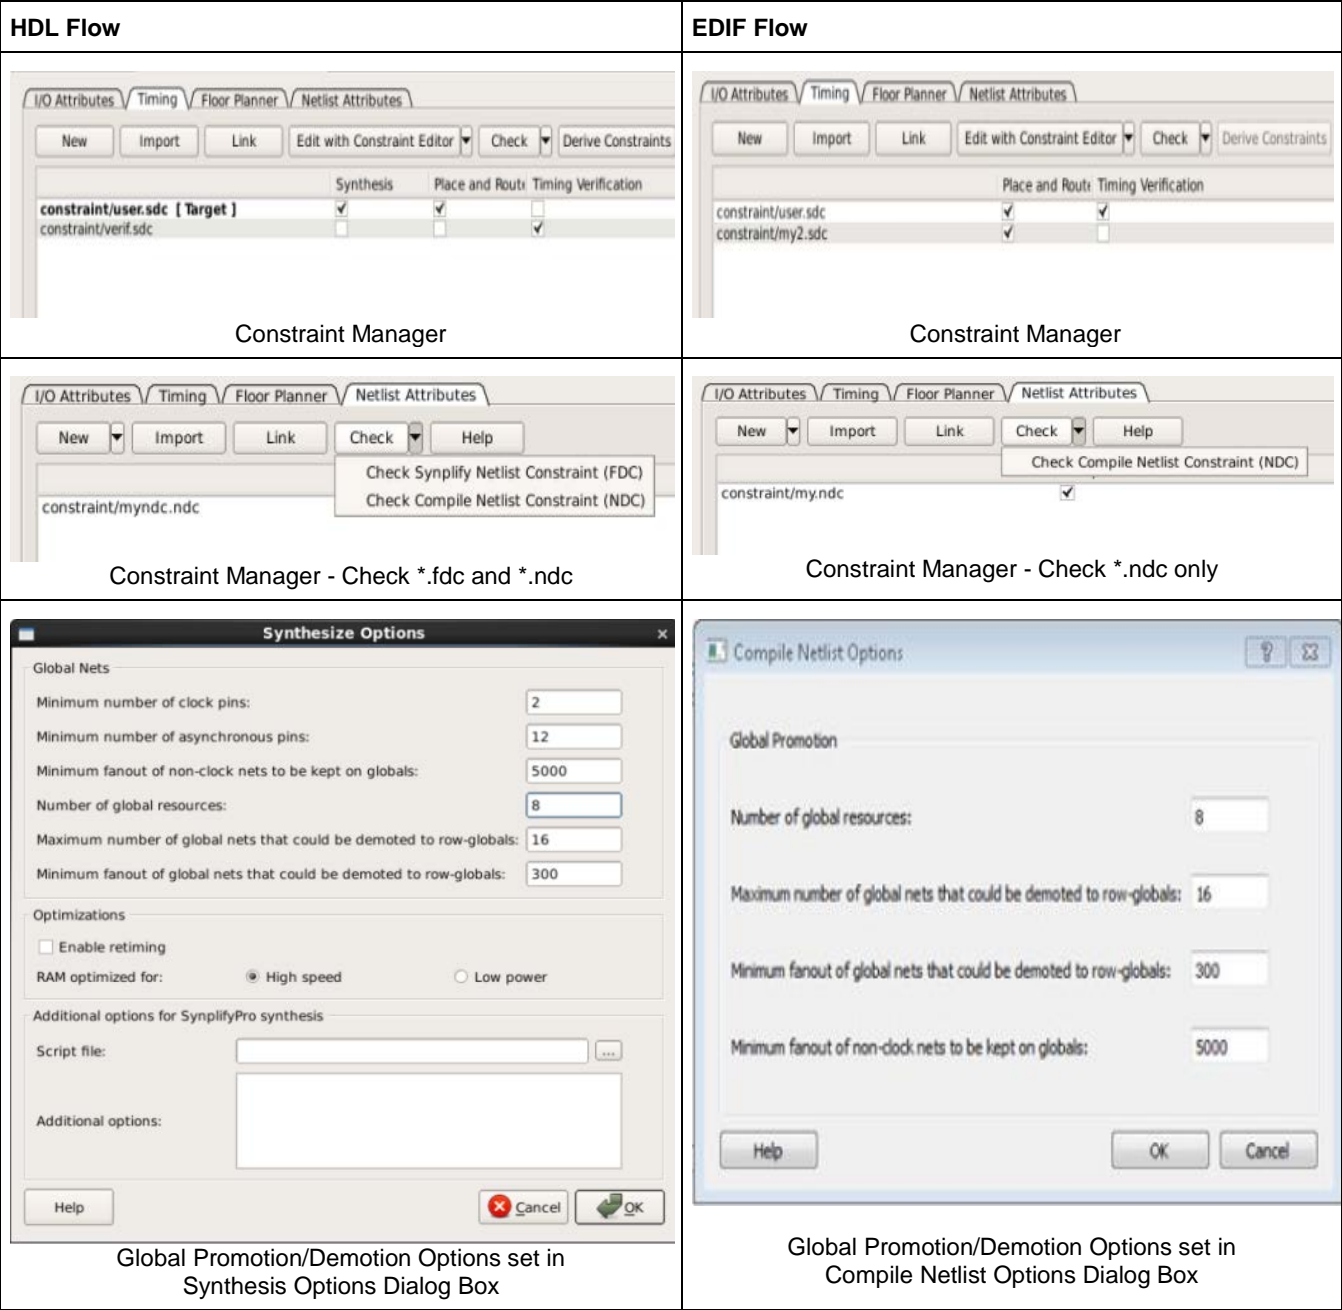 HDL Flow
EDIF Flow
I/O Attributes Timing Floor Planner Netlist Attributes
New Import Link Edit with Constraint Editor Check Derive Constraints
Synthesis Place and Route Timing Verification
constraint/user.sdc [ Target ]
constraint/verif.sdc
Constraint Manager
I/O Attributes Timing Floor Planner Netlist Attributes
New Import Link Edit with Constraint Editor Check Derive Constraints
Place and Route Timing Verification
constraint/user.sdc
constraint/my2.sdc
Constraint Manager
I/O Attributes Timing Floor Planner Netlist Attributes
New Import Link Check Help
Check Synplify Netlist Constraint (FDC)
Check Compile Netlist Constraint (NDC)
constraint/myndc.ndc
Constraint Manager - Check *.fdc and *.ndc
I/O Attributes Timing Floor Planner Netlist Attributes
New Import Link Check Help
Check Compile Netlist Constraint (NDC)
constraint/my.ndc
Constraint Manager - Check *.ndc only
Synthesize Options
Global Nets
Minimum number of clock pins: 2
Minimum number of asynchronous pins: 12
Minimum fanout of non-clock nets to be kept on globals: 5000
Number of global resources: 8
Maximum number of global nets that could be demoted to row-globals: 16
Minimum fanout of global nets that could be demoted to row-globals: 300
Optimizations
Enable retiming
RAM optimized for: High speed Low power
Additional options for SynplifyPro synthesis
Script file: ...
Additional options:
Help Cancel OK
Global Promotion/Demotion Options set in
Synthesis Options Dialog Box
Compile Netlist Options
Global Promotion
Number of global resources: 8
Maximum number of global nets that could be demoted to row-globals: 16
Minimum fanout of global nets that could be demoted to row-globals: 300
Minimum fanout of non-clock nets to be kept on globals: 5000
Help OK Cancel
Global Promotion/Demotion Options set in
Compile Netlist Options Dialog Box